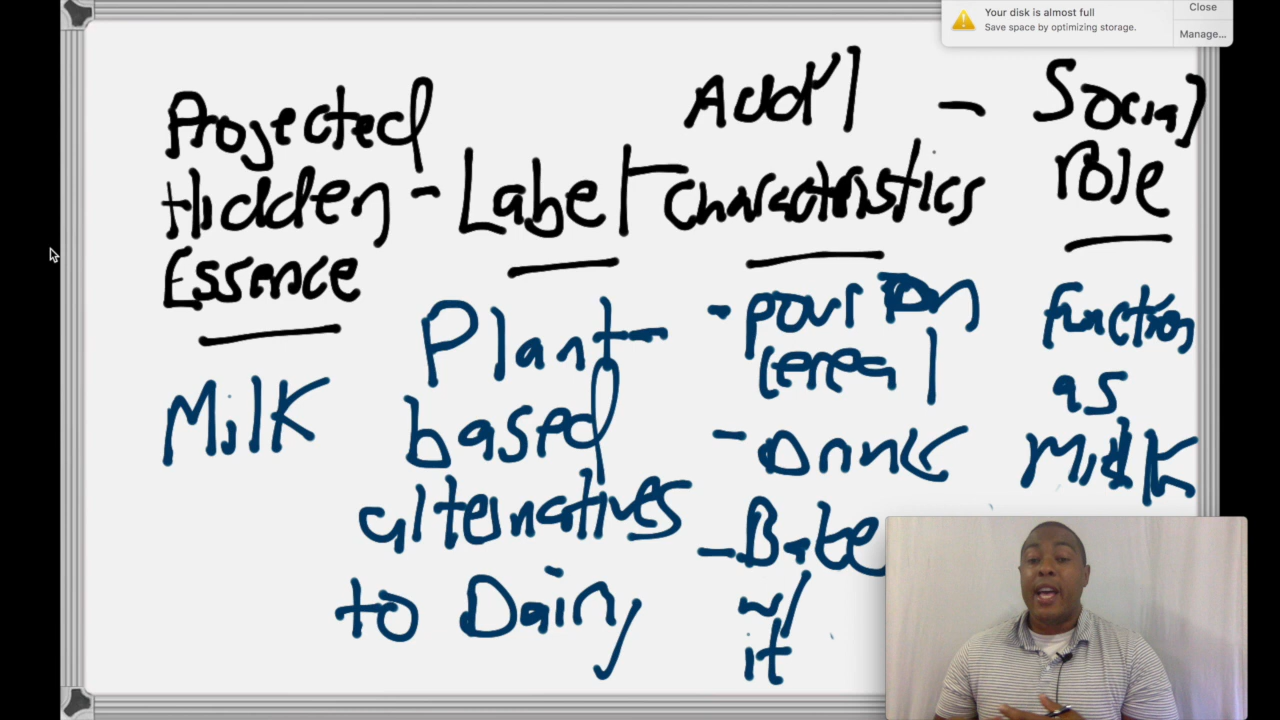 Your disk is almost full
Save space by optimizing storage.
Close
Manage...
Projected
Hidden - Label -
Essence
Add'l -
characteristics
Social
role
Milk
Plant-
based
alternatives
to Dairy
- pour on
cereal
- Drink
- Bake
w/
it
function
as
Milk